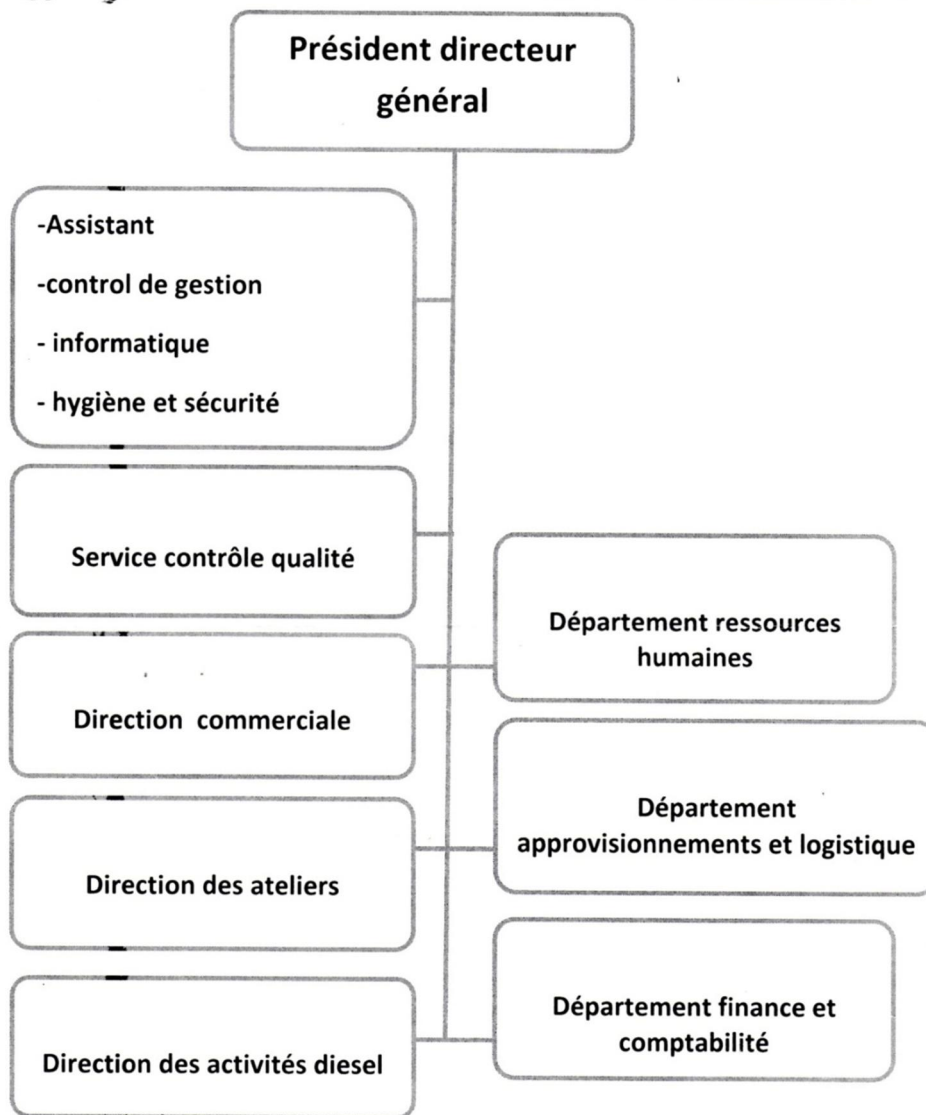 Président directeur
général
-Assistant
-control de gestion
- informatique
- hygiène et sécurité
Service contrôle qualité
Département ressources
humaines
Direction commerciale
Département
approvisionnements et logistique
Direction des ateliers
Département finance et
comptabilité
Direction des activités diesel